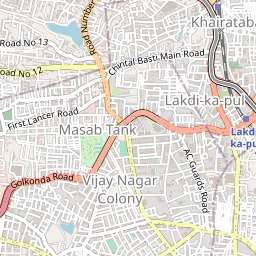 Khairataba
Road No 13
Road Number
Chintal Basti Main Road
Road No 12
Lakdi-ka-pul
First Lancer Road
Masab Tank
Lakd
ka-pu
AC Guards Road
Golkonda Road
Vijay Nagar
Colony